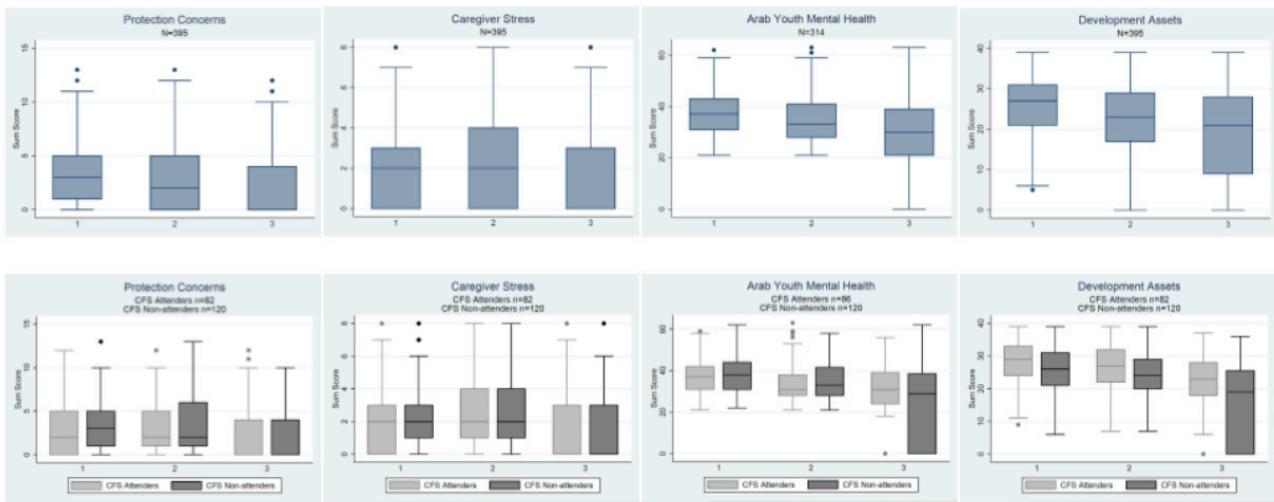 Protection Concerns
N=395
Sum Score
15
10
5
0
1 2 3
Caregiver Stress
N=395
Sum Score
8
6
4
2
0
1 2 3
Arab Youth Mental Health
N=314
Sum Score
60
40
20
0
1 2 3
Development Assets
N=395
Sum Score
40
30
20
10
0
1 2 3
Protection Concerns
CFS Attenders n=82
CFS Non-attenders n=120
Sum Score
15
10
5
0
1 2 3
CFS Attenders CFS Non-attenders
Caregiver Stress
CFS Attenders n=82
CFS Non-attenders n=120
Sum Score
8
6
4
2
0
1 2 3
CFS Attenders CFS Non-attenders
Arab Youth Mental Health
CFS Attenders n=86
CFS Non-attenders n=120
Sum Score
60
40
20
0
1 2 3
CFS Attenders CFS Non-attenders
Development Assets
CFS Attenders n=82
CFS Non-attenders n=120
Sum Score
40
30
20
10
0
1 2 3
CFS Attenders CFS Non-attenders